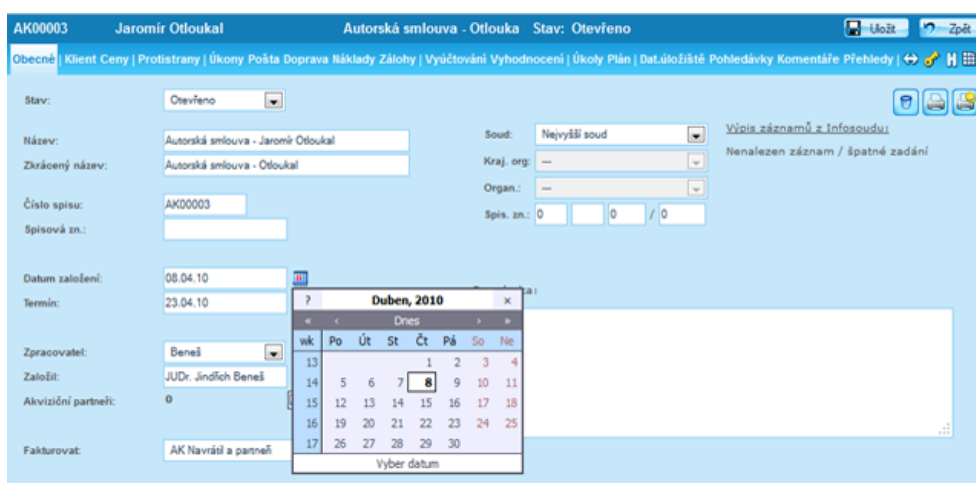 AK00003 Jaromír Otloukal Autorská smlouva - Otlouka Stav: Otevřeno Uložit Zpět
Obecné | Klient Ceny | Protistrany | Úkony Pošta Doprava Náklady Zálohy | Vyúčtování Vyhodnocení | Úkoly Plán | Dat.úložiště Pohledávky Komentáře Přehledy |
Stav: Otevřeno
Název: Autorská smlouva - Jaromír Otloukal
Zkrácený název: Autorská smlouva - Otloukal
Číslo spisu: AK00003
Spisová zn.:
Soud: Nejvyšší soud
Kraj. org: ---
Organ.: ---
Spis. zn.: 0 0 / 0
Výpis záznamů z Infosoudu:
Nenalezen záznam / špatné zadání
Datum založení: 08.04.10
Termín: 23.04.10
Zpracovatel: Beneš
Založil: JUDr. Jindřich Beneš
Akviziční partneři: 0
Fakturovat: AK Navrátil a partneři
? Duben, 2010 ×
« ‹ Dnes › »
wk Po Út St Čt Pá So Ne
13 1 2 3 4
14 5 6 7 8 9 10 11
15 12 13 14 15 16 17 18
16 19 20 21 22 23 24 25
17 26 27 28 29 30
Vyber datum